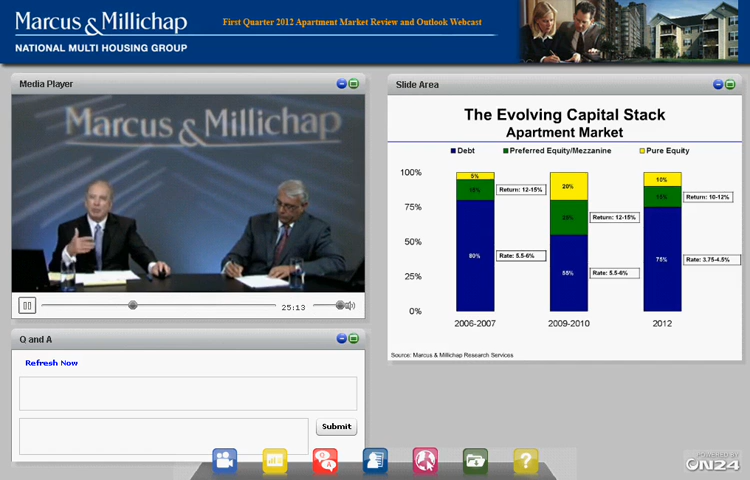 Marcus & Millichap
NATIONAL MULTI HOUSING GROUP
First Quarter 2012 Apartment Market Review and Outlook Webcast
Media Player
Marcus & Millichap
25:13
Q and A
Refresh Now
Submit
Slide Area
The Evolving Capital Stack
Apartment Market
Debt Preferred Equity/Mezzanine Pure Equity
100%
75%
50%
25%
0%
5%
15%
80%
Return: 12-15%
Rate: 5.5-6%
20%
25%
55%
Return: 12-15%
Rate: 5.5-6%
10%
15%
75%
Return: 10-12%
Rate: 3.75-4.5%
2006-2007 2009-2010 2012
Source: Marcus & Millichap Research Services
Q
A
?
POWERED BY
ON24